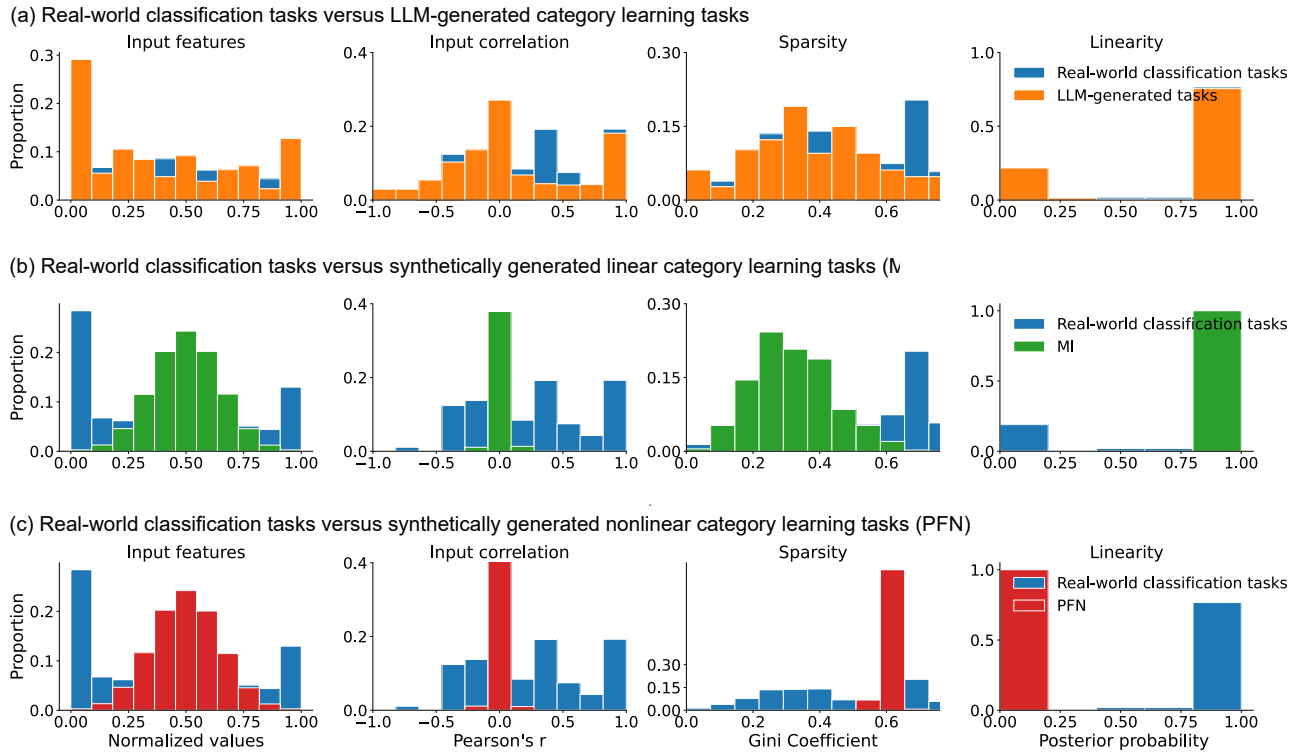 (a) Real-world classification tasks versus LLM-generated category learning tasks
Input features
Input correlation
Sparsity
Linearity
Proportion
0.3
0.2
0.1
0.0
0.00 0.25 0.50 0.75 1.00
0.4
0.2
0.0
−1.0 −0.5 0.0 0.5 1.0
0.30
0.15
0.00
0.0 0.2 0.4 0.6
1.0
0.5
0.0
0.00 0.25 0.50 0.75 1.00
Real-world classification tasks
LLM-generated tasks
(b) Real-world classification tasks versus synthetically generated linear category learning tasks (M
Proportion
0.2
0.1
0.0
0.00 0.25 0.50 0.75 1.00
0.4
0.2
0.0
−1.0 −0.5 0.0 0.5 1.0
0.30
0.15
0.00
0.0 0.2 0.4 0.6
1.0
0.5
0.0
0.00 0.25 0.50 0.75 1.00
Real-world classification tasks
MI
(c) Real-world classification tasks versus synthetically generated nonlinear category learning tasks (PFN)
Input features
Input correlation
Sparsity
Linearity
Proportion
0.2
0.1
0.0
0.00 0.25 0.50 0.75 1.00
Normalized values
0.4
0.2
0.0
−1.0 −0.5 0.0 0.5 1.0
Pearson's r
0.30
0.15
0.00
0.0 0.2 0.4 0.6
Gini Coefficient
1.0
0.5
0.0
0.00 0.25 0.50 0.75 1.00
Posterior probability
Real-world classification tasks
PFN